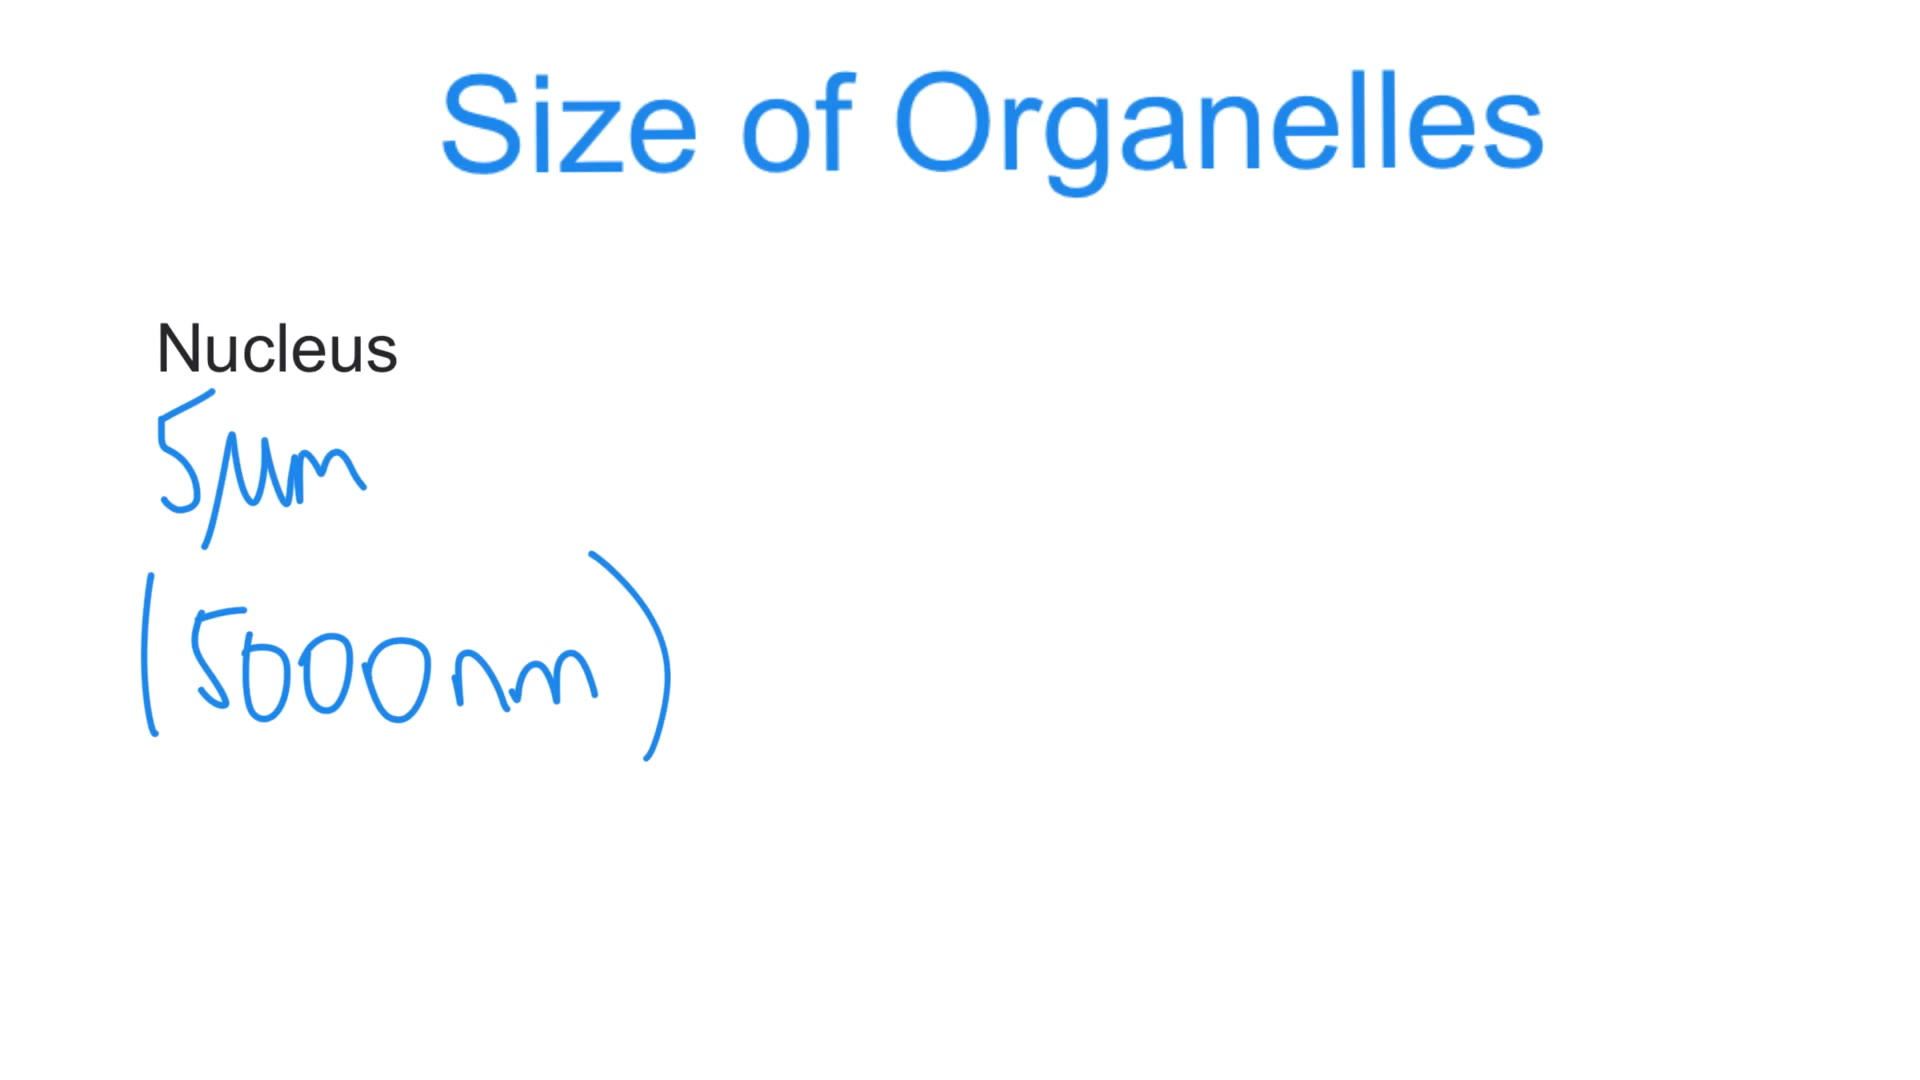 Size of Organelles
Nucleus
5μm
(5000nm)